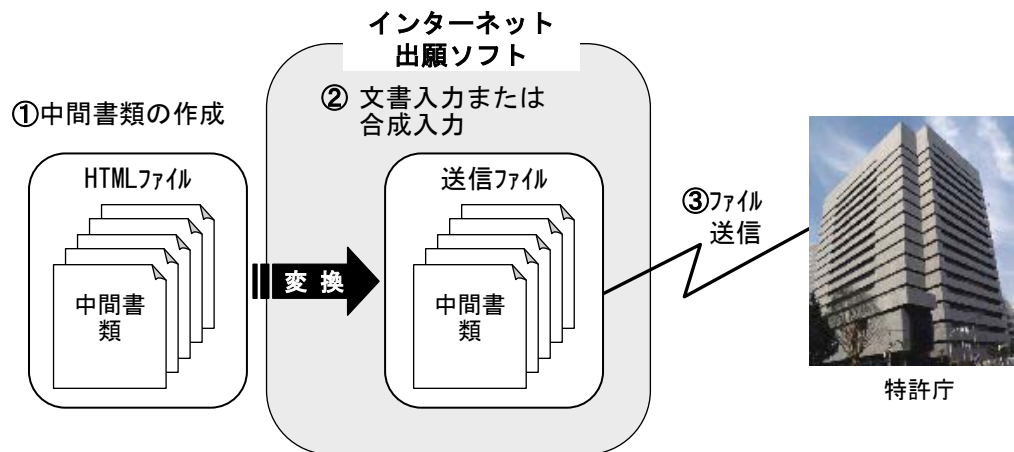 インターネット
出願ソフト
①中間書類の作成
② 文書入力または
合成入力
HTMLﾌｧｲﾙ
送信ﾌｧｲﾙ
③ﾌｧｲﾙ
送信
変 換
中間書
類
中間書
類
特許庁